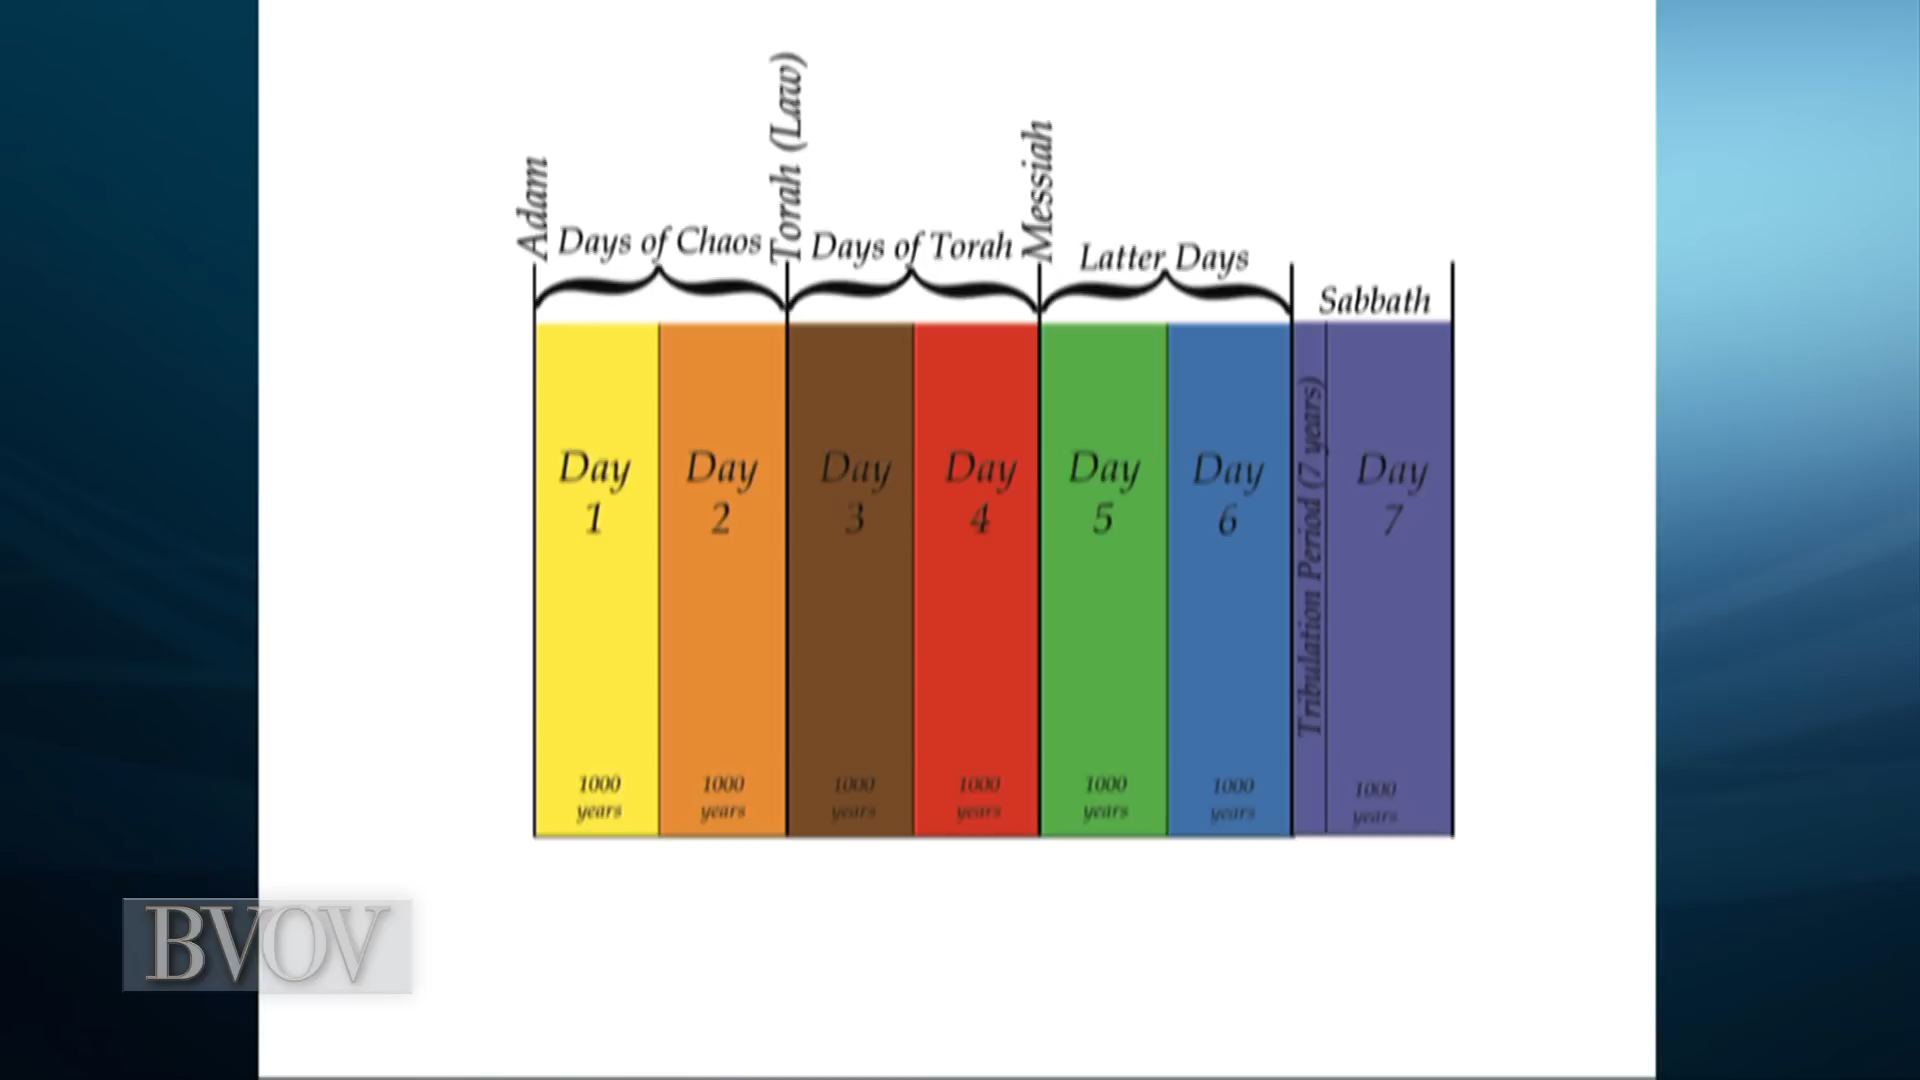 Adam
Torah (Law)
Messiah
Days of Chaos
Days of Torah
Latter Days
Sabbath
Day
1
Day
2
Day
3
Day
4
Day
5
Day
6
Tribulation Period (7 years)
Day
7
1000
years
1000
years
1000
years
1000
years
1000
years
1000
years
1000
years
BVOV